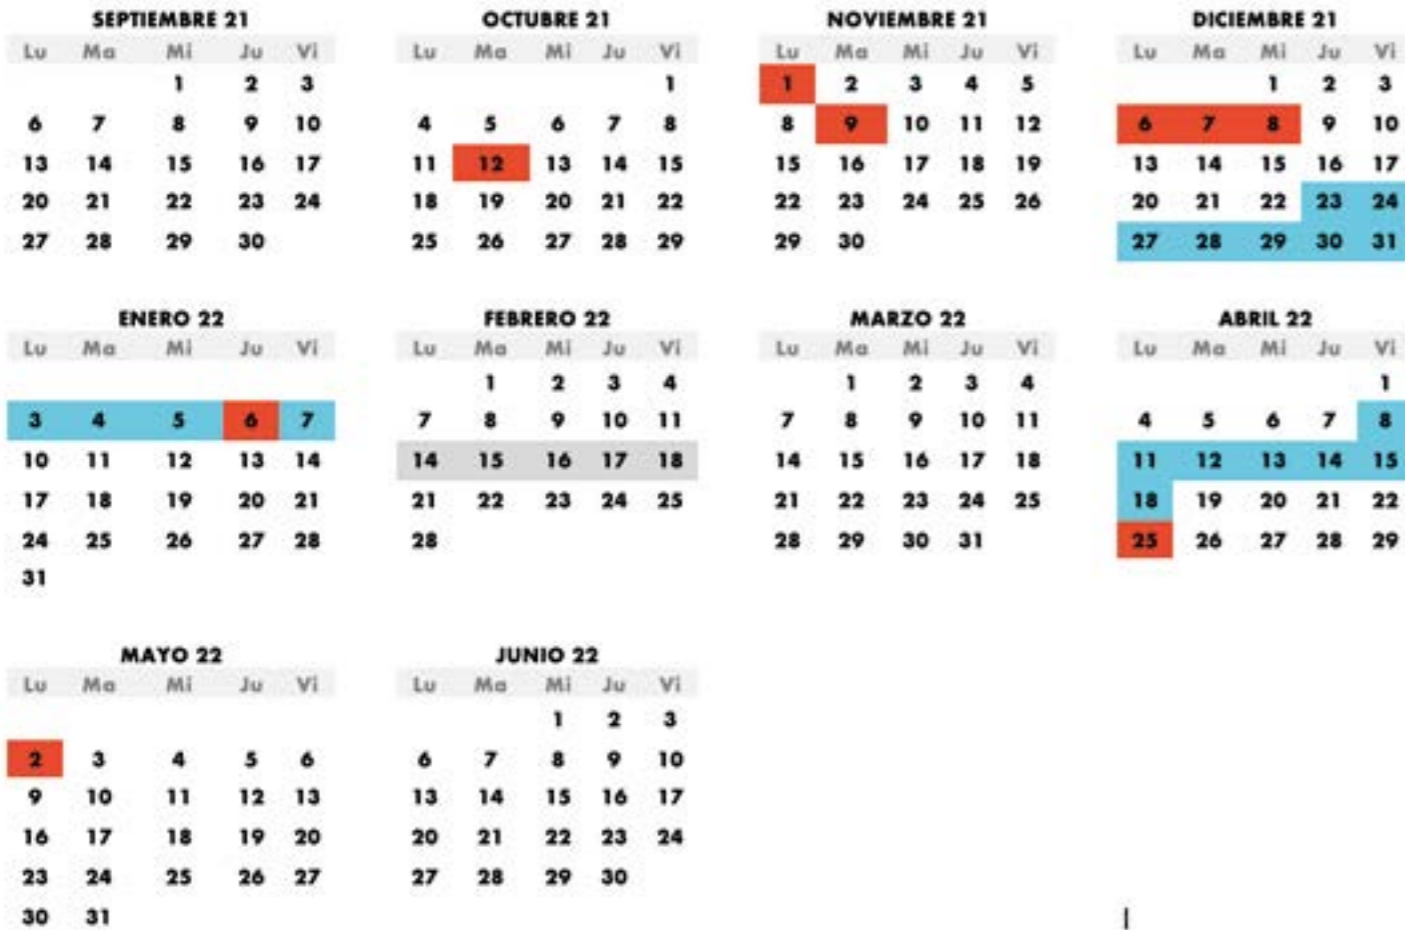 SEPTIEMBRE 21
Lu Ma Mi Ju Vi
1 2 3
6 7 8 9 10
13 14 15 16 17
20 21 22 23 24
27 28 29 30
OCTUBRE 21
Lu Ma Mi Ju Vi
1
4 5 6 7 8
11 12 13 14 15
18 19 20 21 22
25 26 27 28 29
NOVIEMBRE 21
Lu Ma Mi Ju Vi
1 2 3 4 5
8 9 10 11 12
15 16 17 18 19
22 23 24 25 26
29 30
DICIEMBRE 21
Lu Ma Mi Ju Vi
1 2 3
6 7 8 9 10
13 14 15 16 17
20 21 22 23 24
27 28 29 30 31
ENERO 22
Lu Ma Mi Ju Vi
3 4 5 6 7
10 11 12 13 14
17 18 19 20 21
24 25 26 27 28
31
FEBRERO 22
Lu Ma Mi Ju Vi
1 2 3 4
7 8 9 10 11
14 15 16 17 18
21 22 23 24 25
28
MARZO 22
Lu Ma Mi Ju Vi
1 2 3 4
7 8 9 10 11
14 15 16 17 18
21 22 23 24 25
28 29 30 31
ABRIL 22
Lu Ma Mi Ju Vi
1
4 5 6 7 8
11 12 13 14 15
18 19 20 21 22
25 26 27 28 29
MAYO 22
Lu Ma Mi Ju Vi
2 3 4 5 6
9 10 11 12 13
16 17 18 19 20
23 24 25 26 27
30 31
JUNIO 22
Lu Ma Mi Ju Vi
1 2 3
6 7 8 9 10
13 14 15 16 17
20 21 22 23 24
27 28 29 30